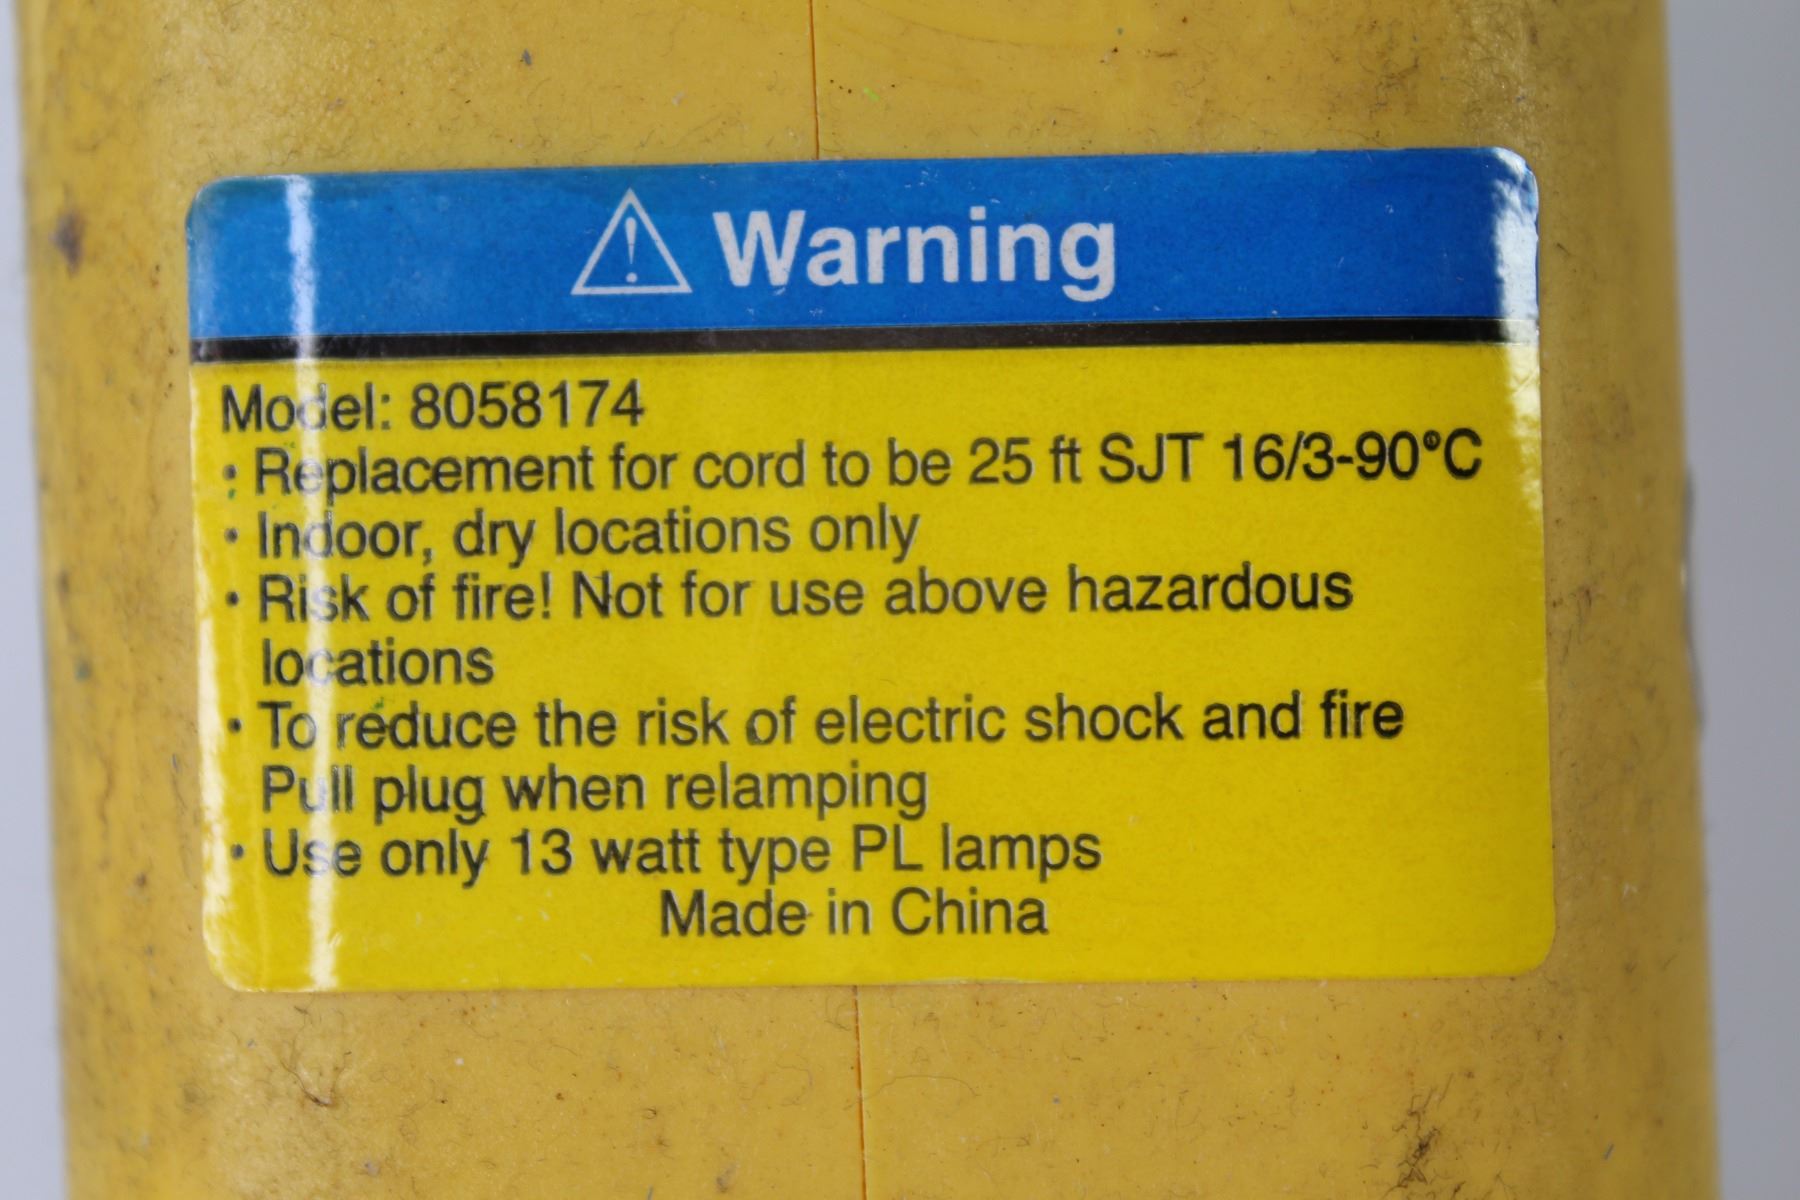 Warning
Model: 8058174
• Replacement for cord to be 25 ft SJT 16/3-90°C
• Indoor, dry locations only
• Risk of fire! Not for use above hazardous
locations
• To reduce the risk of electric shock and fire
Pull plug when relamping
• Use only 13 watt type PL lamps
Made in China